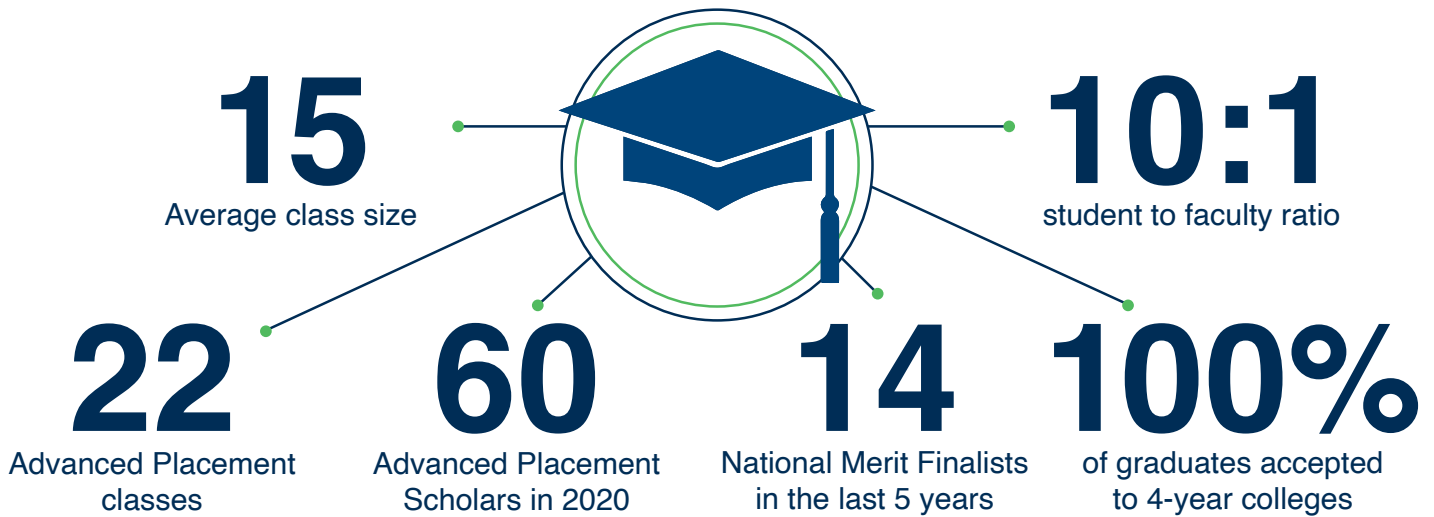 15
Average class size
10:1
student to faculty ratio
22
Advanced Placement
classes
60
Advanced Placement
Scholars in 2020
14
National Merit Finalists
in the last 5 years
100%
of graduates accepted
to 4-year colleges